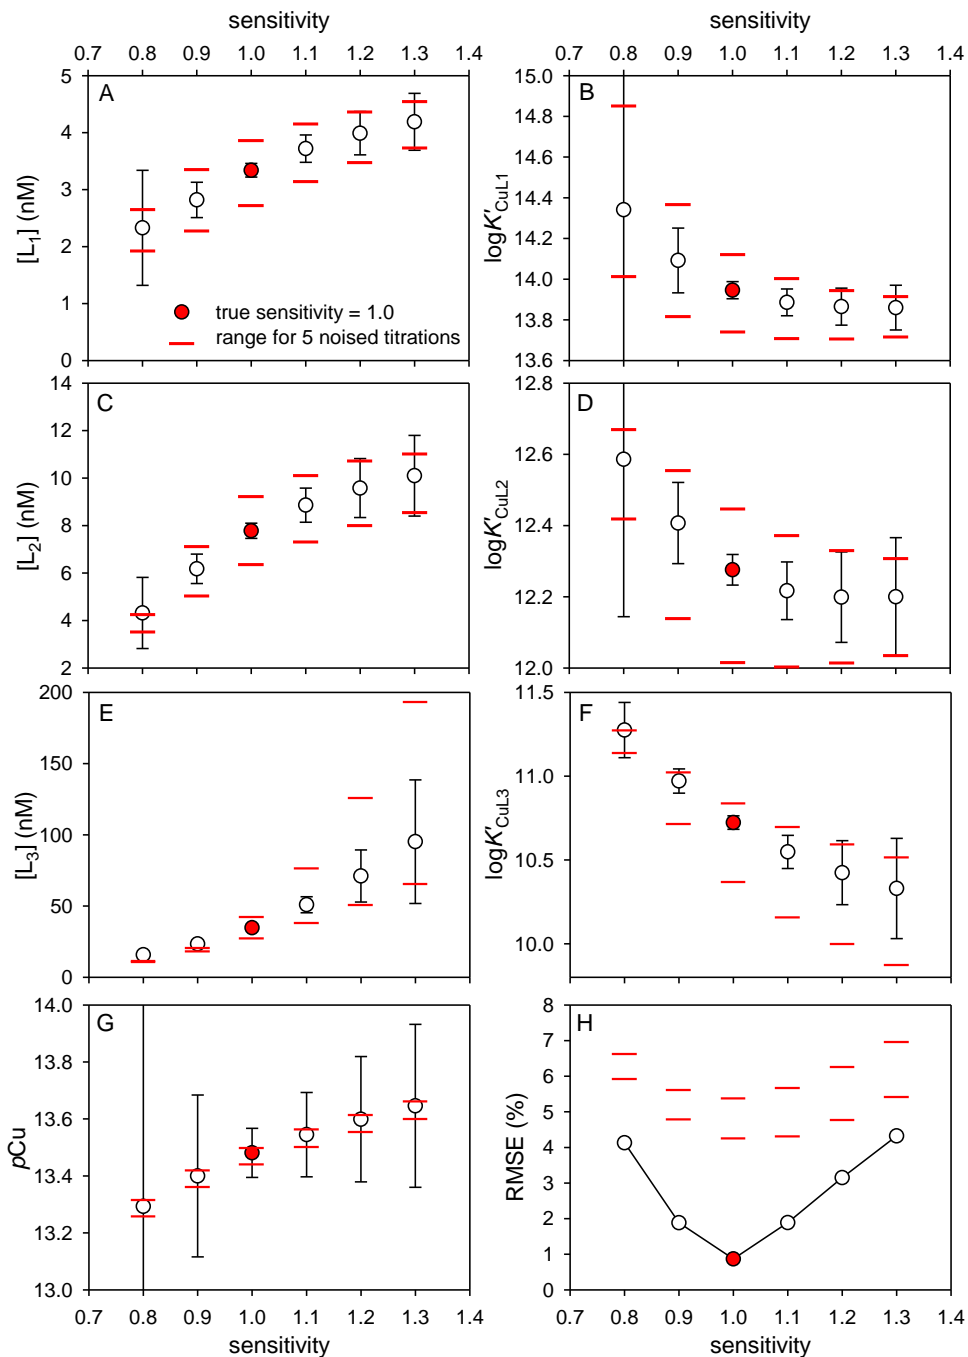 sensitivity
sensitivity
0.7 0.8 0.9 1.0 1.1 1.2 1.3 1.4
0.7 0.8 0.9 1.0 1.1 1.2 1.3 1.4
A
[L1] (nM)
5
4
3
2
1
0
true sensitivity = 1.0
range for 5 noised titrations
B
logK′CuL1
15.0
14.8
14.6
14.4
14.2
14.0
13.8
13.6
C
[L2] (nM)
14
12
10
8
6
4
2
D
logK′CuL2
12.8
12.6
12.4
12.2
12.0
E
[L3] (nM)
200
150
100
50
0
F
logK′CuL3
11.5
11.0
10.5
10.0
G
pCu
14.0
13.8
13.6
13.4
13.2
13.0
H
RMSE (%)
8
7
6
5
4
3
2
1
0
0.7 0.8 0.9 1.0 1.1 1.2 1.3 1.4
0.7 0.8 0.9 1.0 1.1 1.2 1.3 1.4
sensitivity
sensitivity